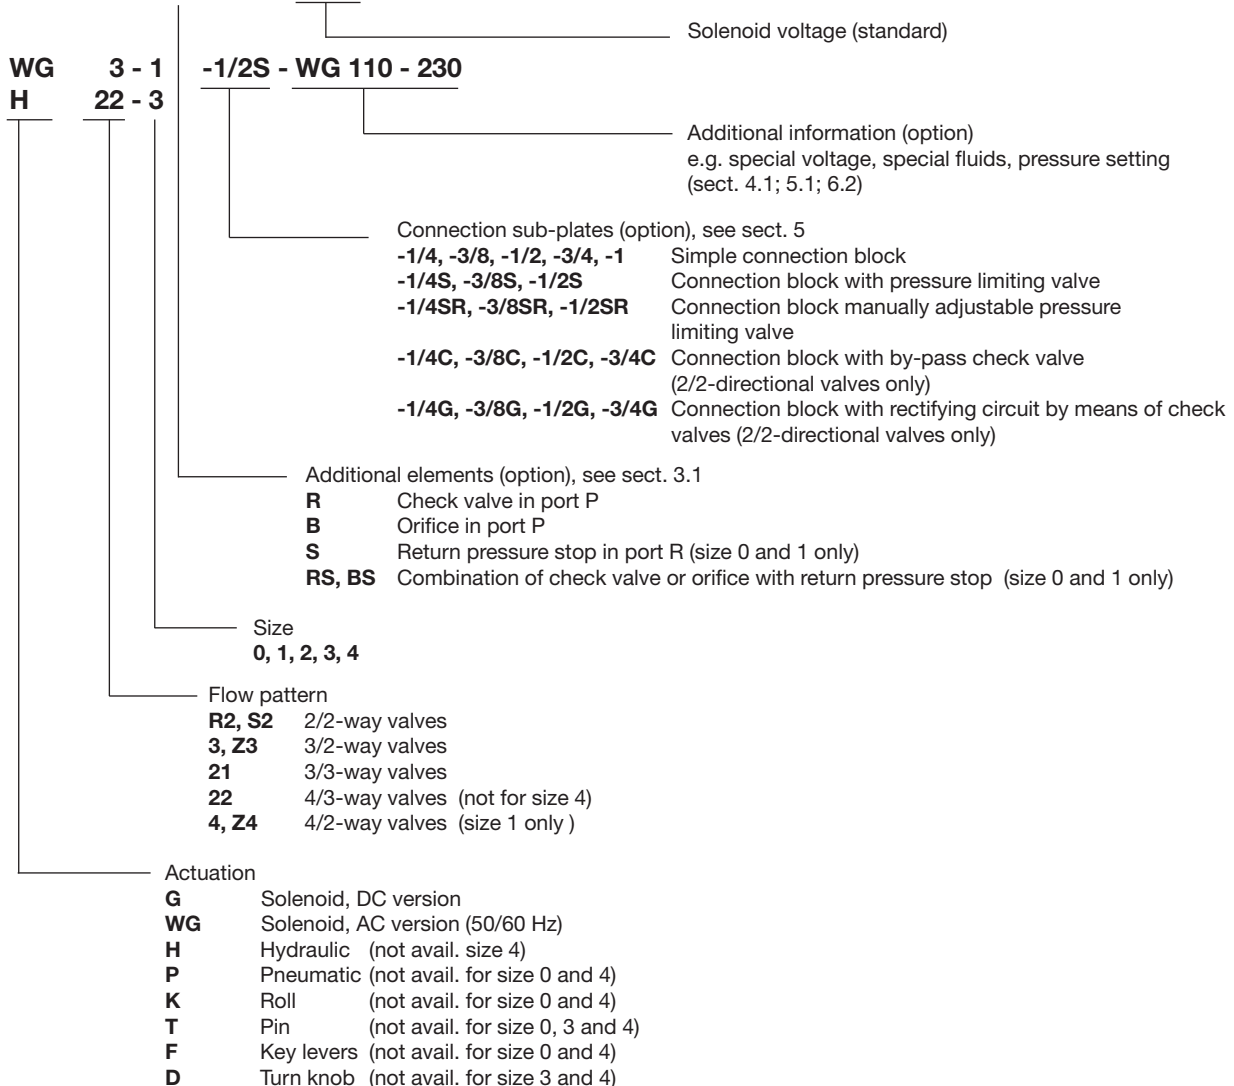 Solenoid voltage (standard)
WG 3 - 1 -1/2S - WG 110 - 230
H 22 - 3
Additional information (option)
e.g. special voltage, special fluids, pressure setting
(sect. 4.1; 5.1; 6.2)
Connection sub-plates (option), see sect. 5
-1/4, -3/8, -1/2, -3/4, -1 Simple connection block
-1/4S, -3/8S, -1/2S Connection block with pressure limiting valve
-1/4SR, -3/8SR, -1/2SR Connection block manually adjustable pressure
limiting valve
-1/4C, -3/8C, -1/2C, -3/4C Connection block with by-pass check valve
(2/2-directional valves only)
-1/4G, -3/8G, -1/2G, -3/4G Connection block with rectifying circuit by means of check
valves (2/2-directional valves only)
Additional elements (option), see sect. 3.1
R Check valve in port P
B Orifice in port P
S Return pressure stop in port R (size 0 and 1 only)
RS, BS Combination of check valve or orifice with return pressure stop (size 0 and 1 only)
Size
0, 1, 2, 3, 4
Flow pattern
R2, S2 2/2-way valves
3, Z3 3/2-way valves
21 3/3-way valves
22 4/3-way valves (not for size 4)
4, Z4 4/2-way valves (size 1 only )
Actuation
G Solenoid, DC version
WG Solenoid, AC version (50/60 Hz)
H Hydraulic (not avail. size 4)
P Pneumatic (not avail. for size 0 and 4)
K Roll (not avail. for size 0 and 4)
T Pin (not avail. for size 0, 3 and 4)
F Key levers (not avail. for size 0 and 4)
D Turn knob (not avail. for size 3 and 4)